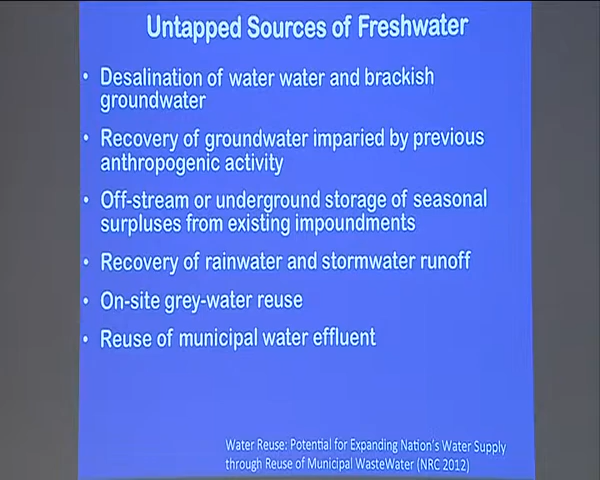 Untapped Sources of Freshwater
• Desalination of water water and brackish
groundwater
• Recovery of groundwater imparied by previous
anthropogenic activity
• Off-stream or underground storage of seasonal
surpluses from existing impoundments
• Recovery of rainwater and stormwater runoff
• On-site grey-water reuse
• Reuse of municipal water effluent
Water Reuse: Potential for Expanding Nation's Water Supply
through Reuse of Municipal WasteWater (NRC 2012)